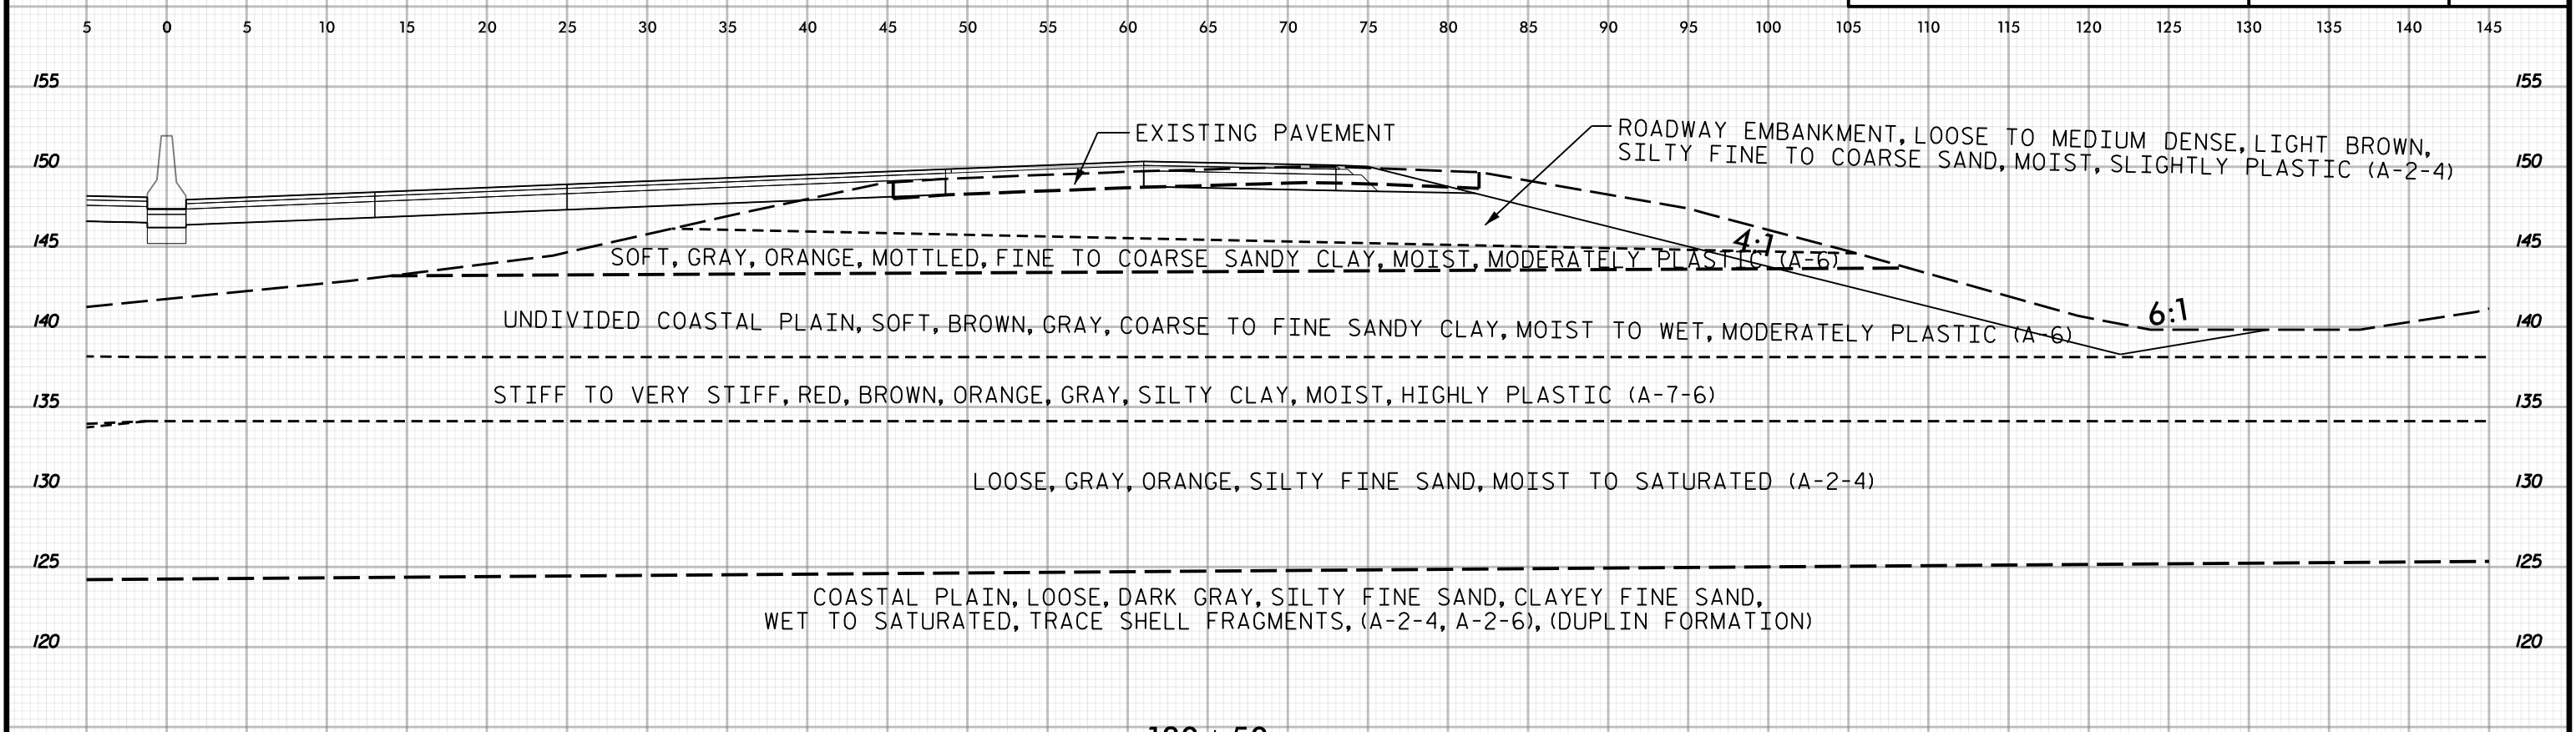 5 0 5 10 15 20 25 30 35 40 45 50 55 60 65 70 75 80 85 90 95 100 105 110 115 120 125 130 135 140 145
155 155
EXISTING PAVEMENT
ROADWAY EMBANKMENT, LOOSE TO MEDIUM DENSE, LIGHT BROWN,
SILTY FINE TO COARSE SAND, MOIST, SLIGHTLY PLASTIC (A-2-4)
150 150
145 145
4:1
SOFT, GRAY, ORANGE, MOTTLED, FINE TO COARSE SANDY CLAY, MOIST, MODERATELY PLASTIC (A-6)
6:1
140 140
UNDIVIDED COASTAL PLAIN, SOFT, BROWN, GRAY, COARSE TO FINE SANDY CLAY, MOIST TO WET, MODERATELY PLASTIC (A-6)
STIFF TO VERY STIFF, RED, BROWN, ORANGE, GRAY, SILTY CLAY, MOIST, HIGHLY PLASTIC (A-7-6)
135 135
LOOSE, GRAY, ORANGE, SILTY FINE SAND, MOIST TO SATURATED (A-2-4)
130 130
125 125
COASTAL PLAIN, LOOSE, DARK GRAY, SILTY FINE SAND, CLAYEY FINE SAND,
WET TO SATURATED, TRACE SHELL FRAGMENTS, (A-2-4, A-2-6), (DUPLIN FORMATION)
120 120